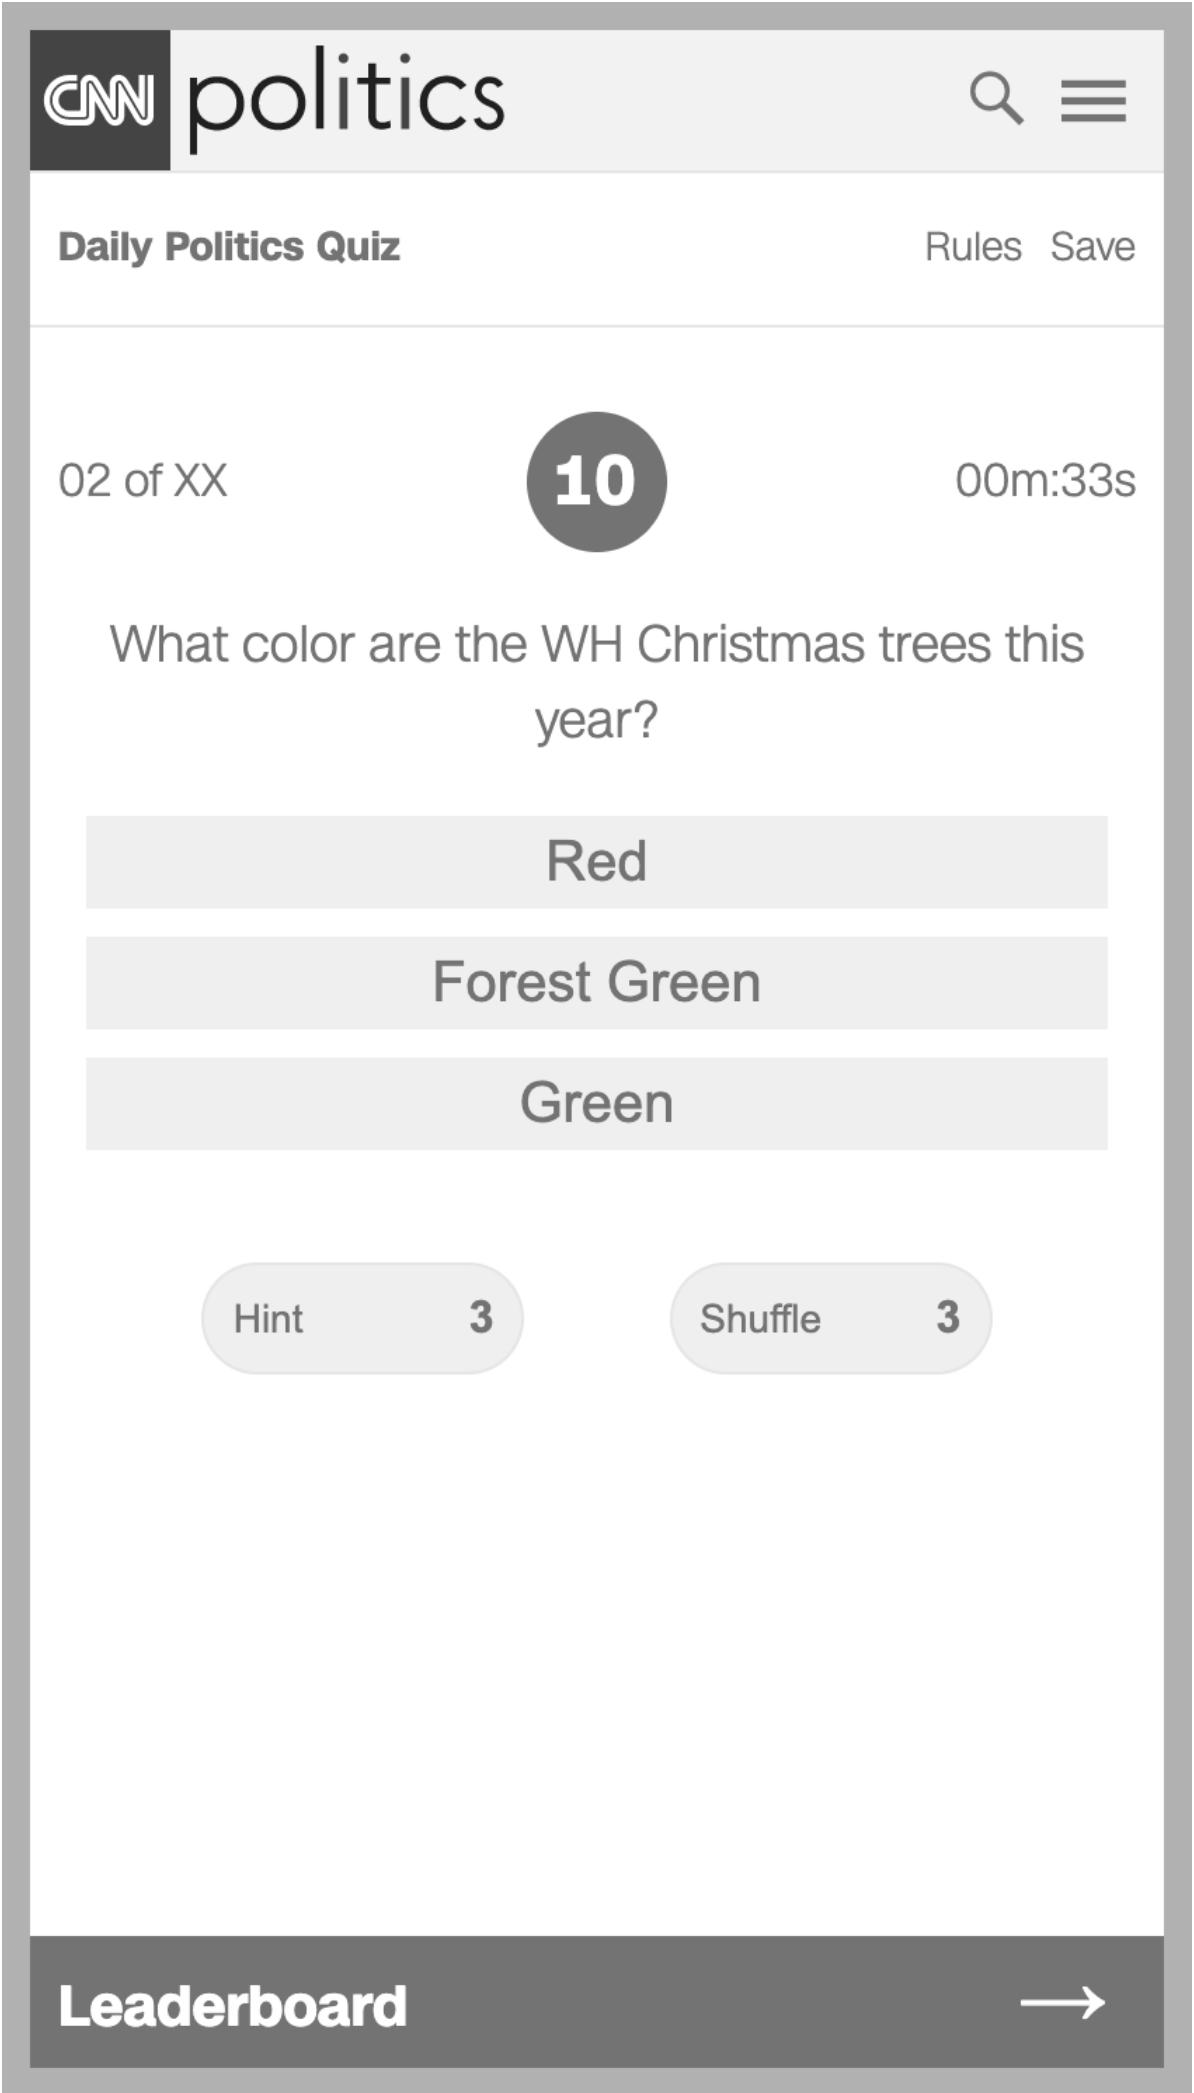 CNN politics
Daily Politics Quiz Rules Save
02 of XX 10 00m:33s
What color are the WH Christmas trees this
year?
Red
Forest Green
Green
Hint 3 Shuffle 3
Leaderboard